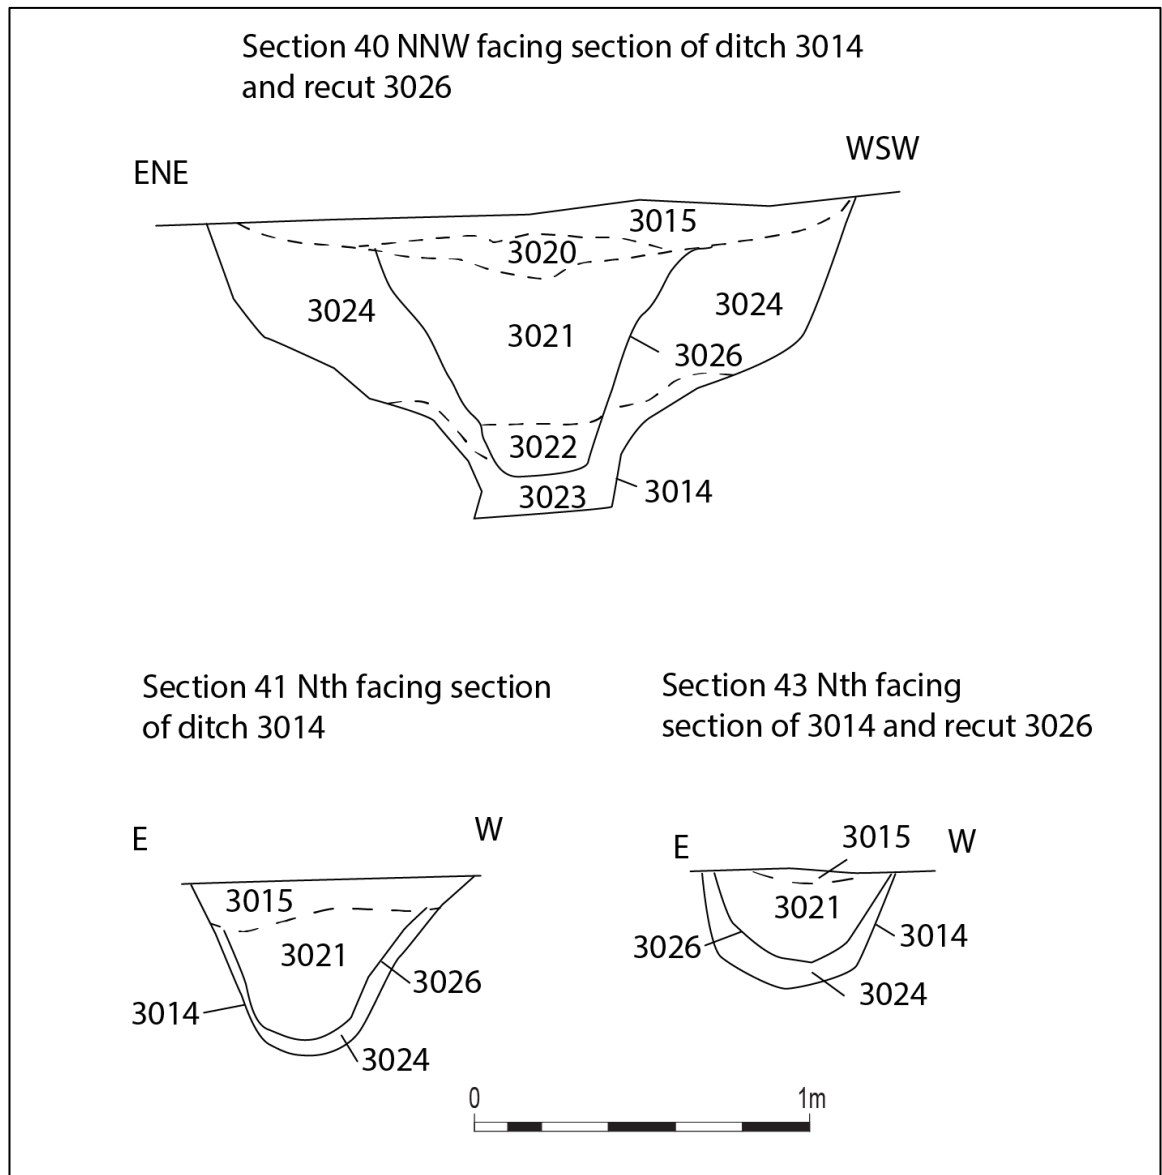 Section 40 NNW facing section of ditch 3014
and recut 3026
ENE
WSW
3015
3020
3024
3024
3021
3026
3022
3023
3014
Section 41 Nth facing section
of ditch 3014
Section 43 Nth facing
section of 3014 and recut 3026
E
W
3015
3021
3026
3014
3024
E
3015
W
3021
3026
3014
3024
0
1m